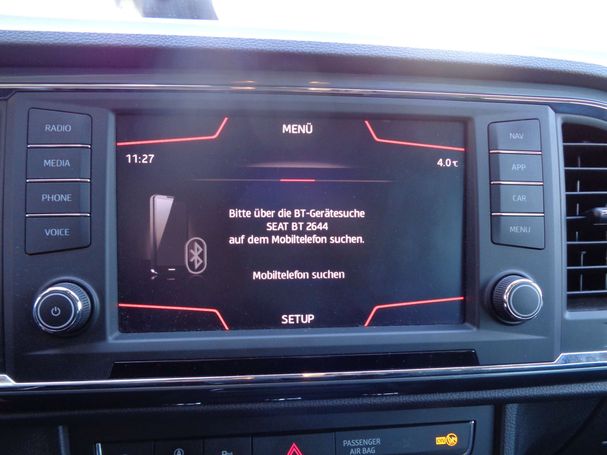 RADIO
MEDIA
PHONE
VOICE
MENÜ
11:27
4.0 °C
Bitte über die BT-Gerätesuche
SEAT BT 2644
auf dem Mobiltelefon suchen.
Mobiltelefon suchen
SETUP
NAV
APP
CAR
MENU
PASSENGER
AIR BAG